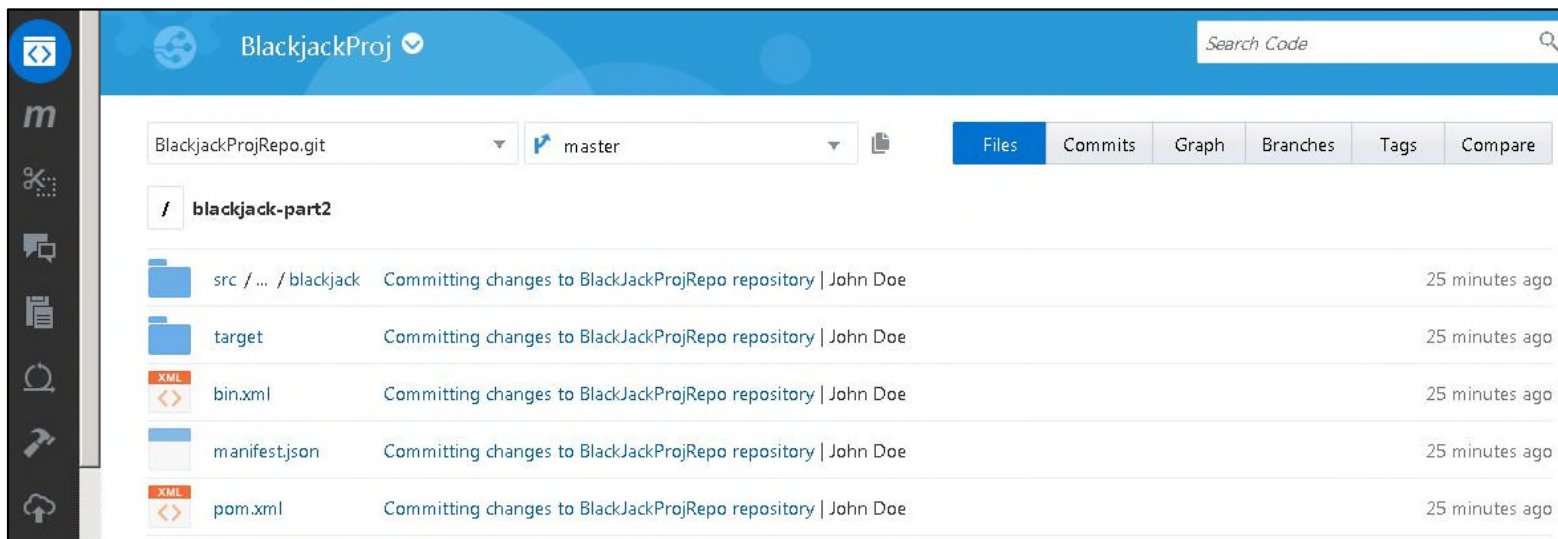 BlackjackProj
Search Code
m
BlackjackProjRepo.git master Files Commits Graph Branches Tags Compare
/ blackjack-part2
src / ... / blackjack Committing changes to BlackJackProjRepo repository | John Doe 25 minutes ago
target Committing changes to BlackJackProjRepo repository | John Doe 25 minutes ago
XML
bin.xml Committing changes to BlackJackProjRepo repository | John Doe 25 minutes ago
manifest.json Committing changes to BlackJackProjRepo repository | John Doe 25 minutes ago
XML
pom.xml Committing changes to BlackJackProjRepo repository | John Doe 25 minutes ago